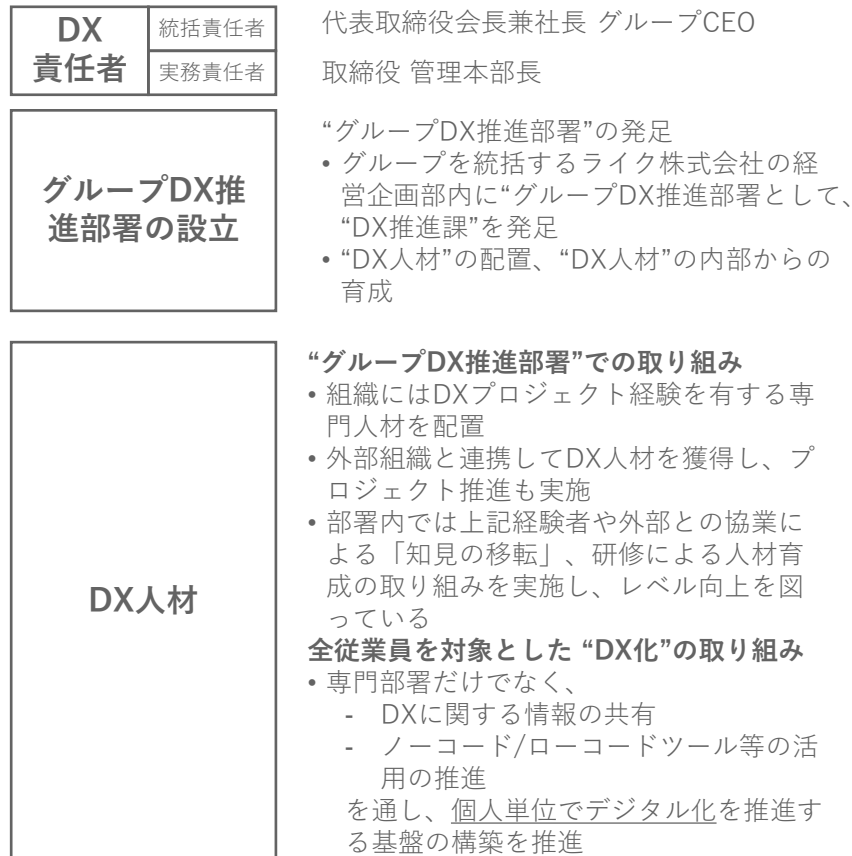 DX
責任者
統括責任者
代表取締役会長兼社長 グループCEO
実務責任者
取締役 管理本部長
グループDX推
進部署の設立
“グループDX推進部署”の発足
• グループを統括するライク株式会社の経
営企画部内に“グループDX推進部署として、
“DX推進課”を発足
• “DX人材”の配置、“DX人材”の内部からの
育成
DX人材
“グループDX推進部署”での取り組み
• 組織にはDXプロジェクト経験を有する専
門人材を配置
• 外部組織と連携してDX人材を獲得し、プ
ロジェクト推進も実施
• 部署内では上記経験者や外部との協業に
よる「知見の移転」、研修による人材育
成の取り組みを実施し、レベル向上を図
っている
全従業員を対象とした “DX化”の取り組み
• 専門部署だけでなく、
- DXに関する情報の共有
- ノーコード/ローコードツール等の活
用の推進
を通し、個人単位でデジタル化を推進す
る基盤の構築を推進